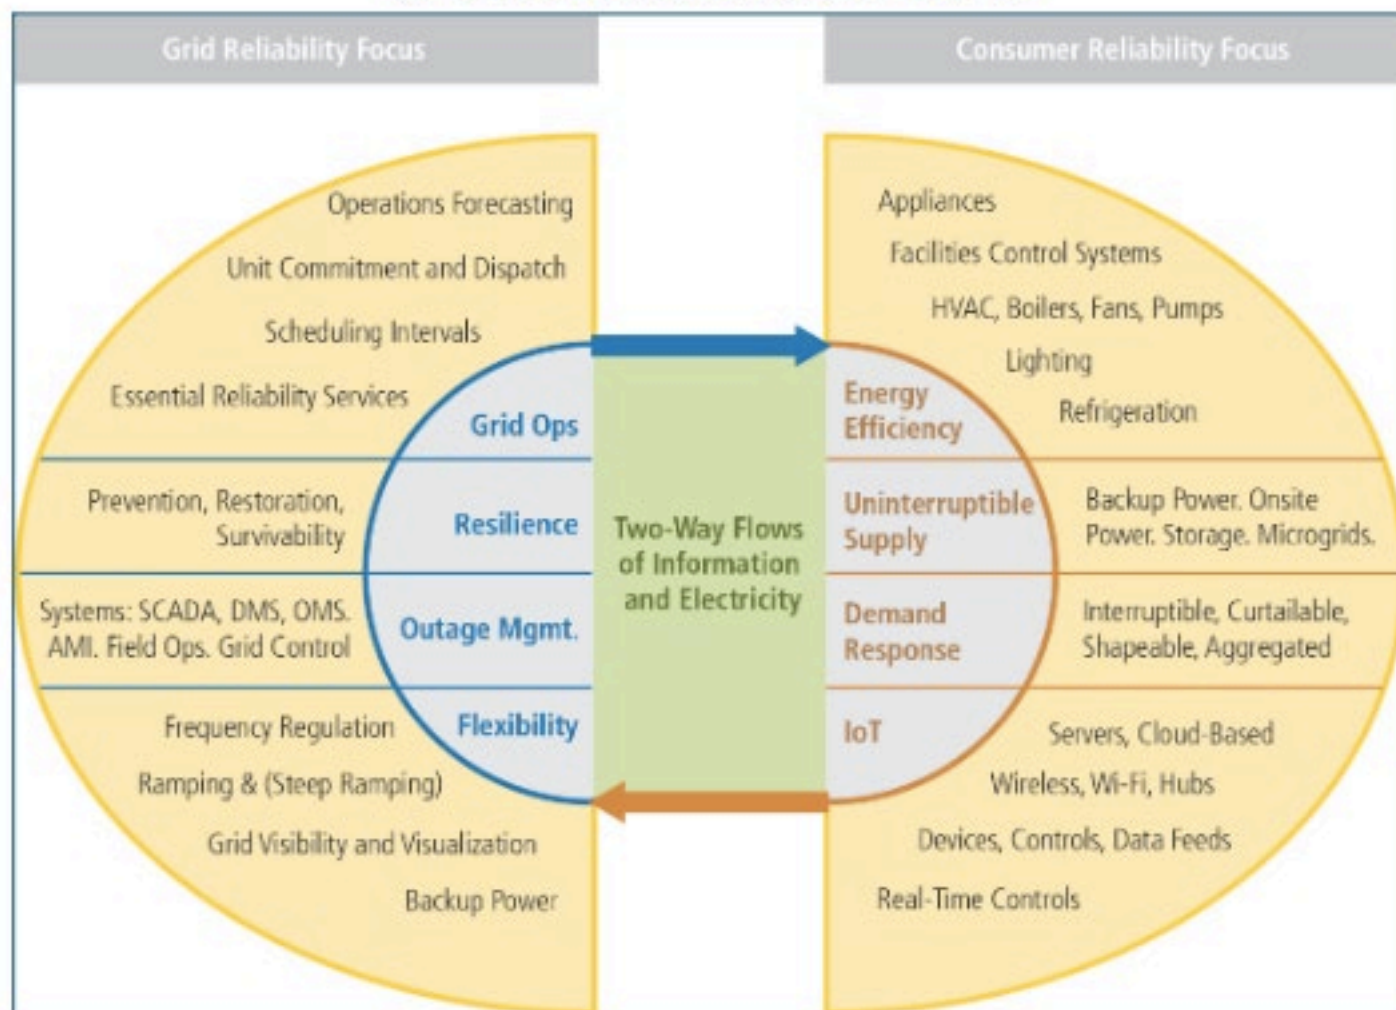 Grid Reliability Focus
Consumer Reliability Focus
Operations Forecasting
Unit Commitment and Dispatch
Scheduling Intervals
Essential Reliability Services
Grid Ops
Prevention, Restoration,
Survivability
Resilience
Systems: SCADA, DMS, OMS.
AMI. Field Ops. Grid Control
Outage Mgmt.
Frequency Regulation
Flexibility
Ramping & (Steep Ramping)
Grid Visibility and Visualization
Backup Power
Two-Way Flows
of Information
and Electricity
Appliances
Facilities Control Systems
HVAC, Boilers, Fans, Pumps
Lighting
Refrigeration
Energy
Efficiency
Uninterruptible
Supply
Backup Power. Onsite
Power. Storage. Microgrids.
Demand
Response
Interruptible, Curtailable,
Shapeable, Aggregated
IoT
Servers, Cloud-Based
Wireless, Wi-Fi, Hubs
Devices, Controls, Data Feeds
Real-Time Controls